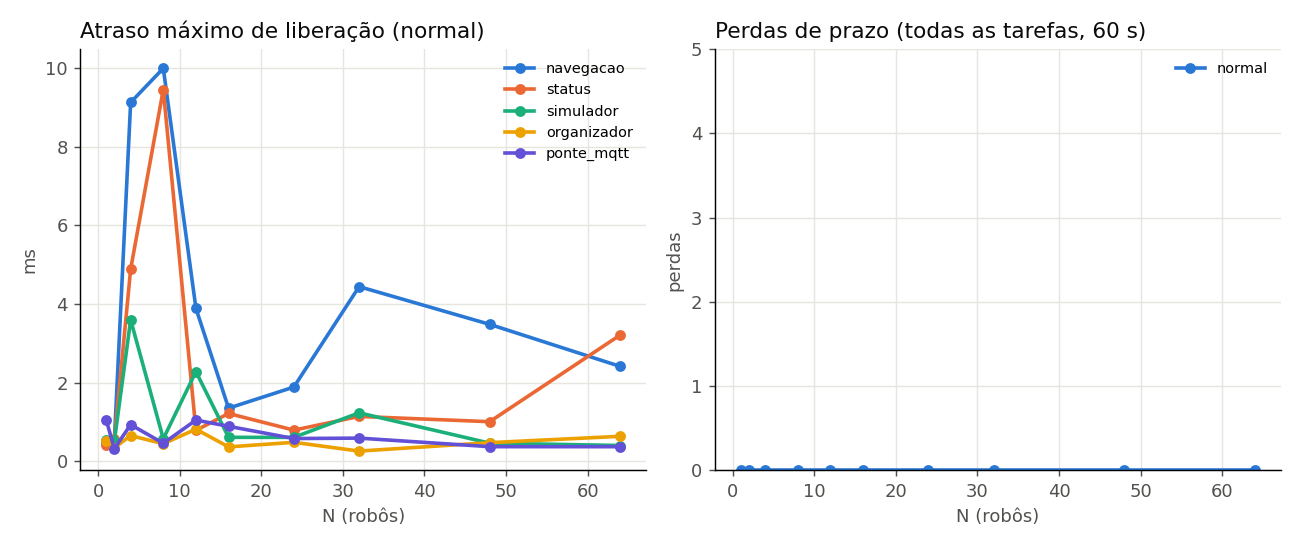 Atraso máximo de liberação (normal)
10
8
6
4
2
0
ms
0 10 20 30 40 50 60
N (robôs)
navegacao
status
simulador
organizador
ponte_mqtt
Perdas de prazo (todas as tarefas, 60 s)
5
4
3
2
1
0
perdas
0 10 20 30 40 50 60
N (robôs)
normal